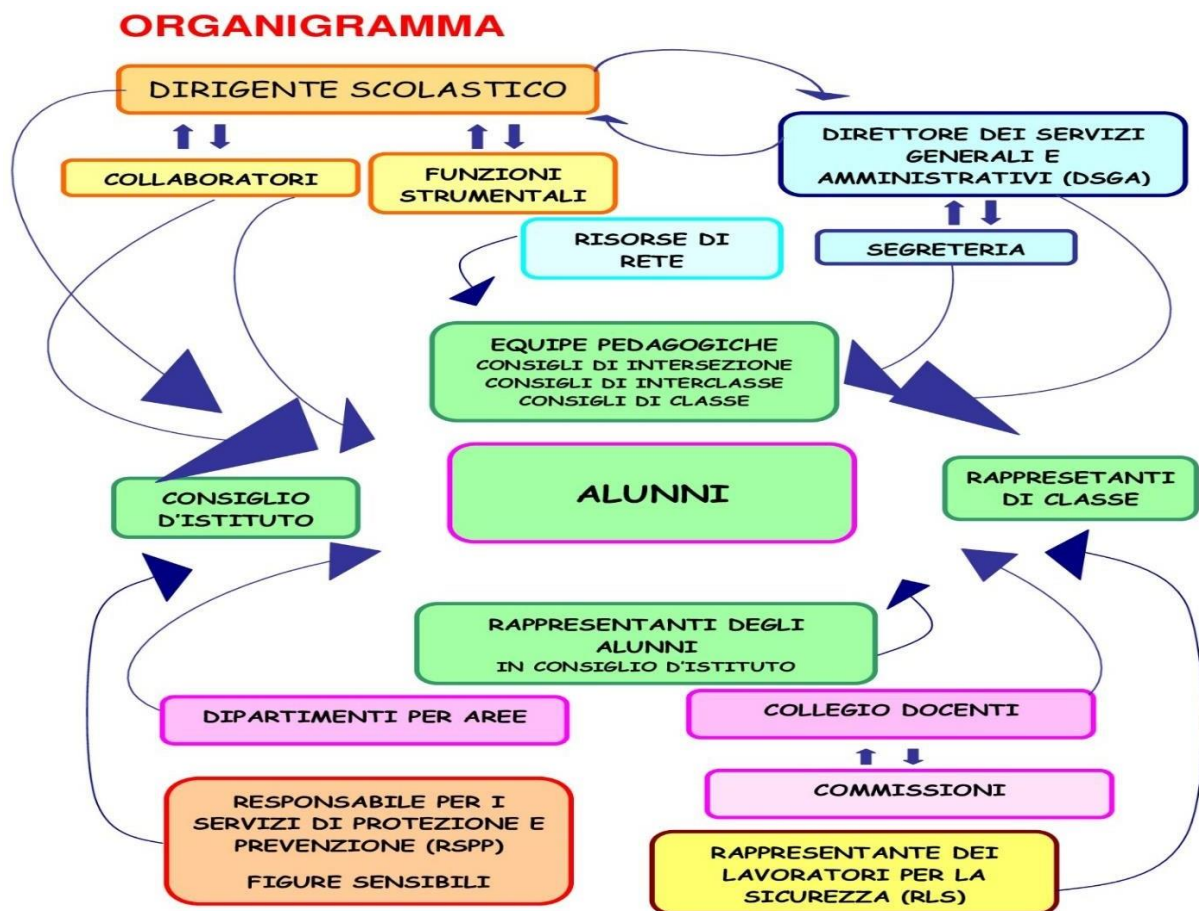 ORGANIGRAMMA
DIRIGENTE SCOLASTICO
COLLABORATORI
FUNZIONI
STRUMENTALI
DIRETTORE DEI SERVIZI
GENERALI E
AMMINISTRATIVI (DSGA)
RISORSE DI
RETE
SEGRETERIA
EQUIPE PEDAGOGICHE
CONSIGLI DI INTERSEZIONE
CONSIGLI DI INTERCLASSE
CONSIGLI DI CLASSE
CONSIGLIO
D'ISTITUTO
ALUNNI
RAPPRESETANTI
DI CLASSE
RAPPRESENTANTI DEGLI
ALUNNI
IN CONSIGLIO D'ISTITUTO
DIPARTIMENTI PER AREE
COLLEGIO DOCENTI
COMMISSIONI
RESPONSABILE PER I
SERVIZI DI PROTEZIONE E
PREVENZIONE (RSPP)
FIGURE SENSIBILI
RAPPRESENTANTE DEI
LAVORATORI PER LA
SICUREZZA (RLS)